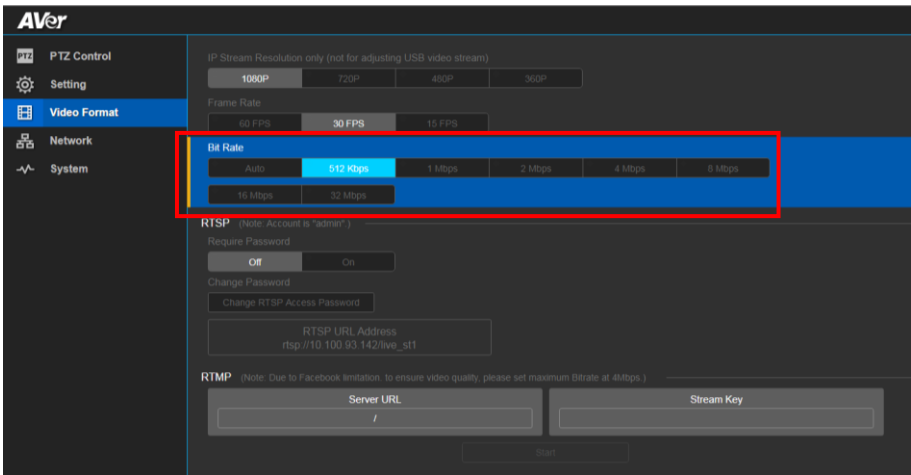 AVer
PTZ PTZ Control
Setting
Video Format
Network
System
IP Stream Resolution only (not for adjusting USB video stream)
1080P 720P 480P 360P
Frame Rate
60 FPS 30 FPS 15 FPS
Bit Rate
Auto 512 Kbps 1 Mbps 2 Mbps 4 Mbps 8 Mbps
16 Mbps 32 Mbps
RTSP (Note: Account is "admin".)
Require Password
Off On
Change Password
Change RTSP Access Password
RTSP URL Address
rtsp://10.100.93.142/live_st1
RTMP (Note: Due to Facebook limitation. to ensure video quality, please set maximum Bitrate at 4Mbps.)
Server URL Stream Key
/
Start